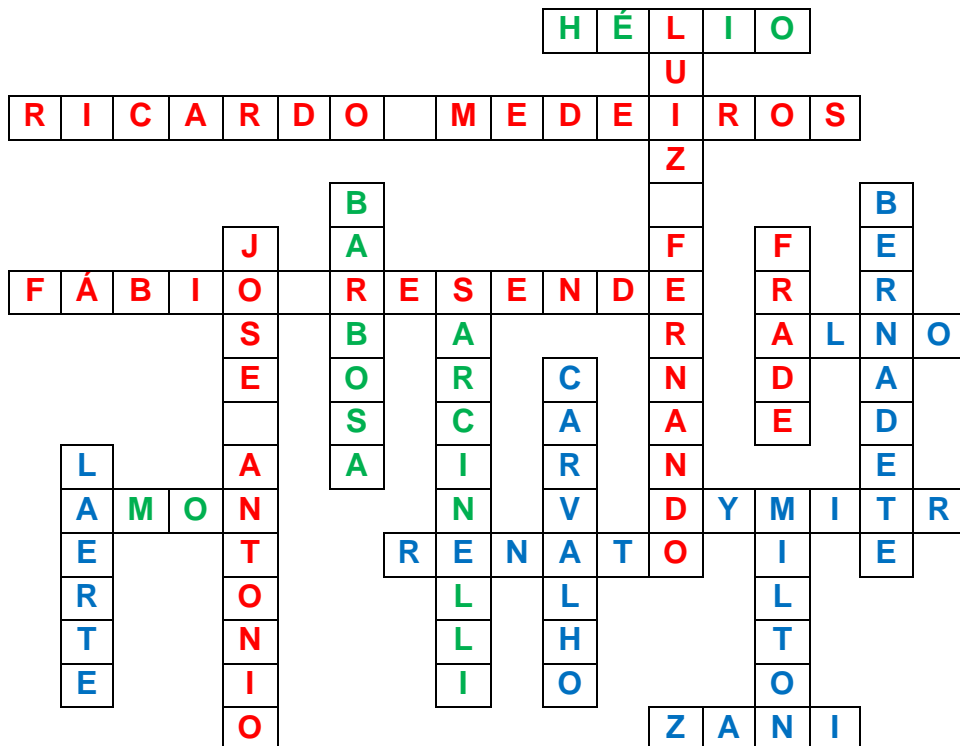 HÉLIO
LUIZ FERNANDO
RICARDO MEDEIROS
BARBOSA
BERNADETE
JOSE ANTONIO
FRADE
FÁBIO RESENDE
SARCINELLI
ALNO
CARVALHO
LAERTE
AMON
DYMITR
MILTON
RENATO
ZANI